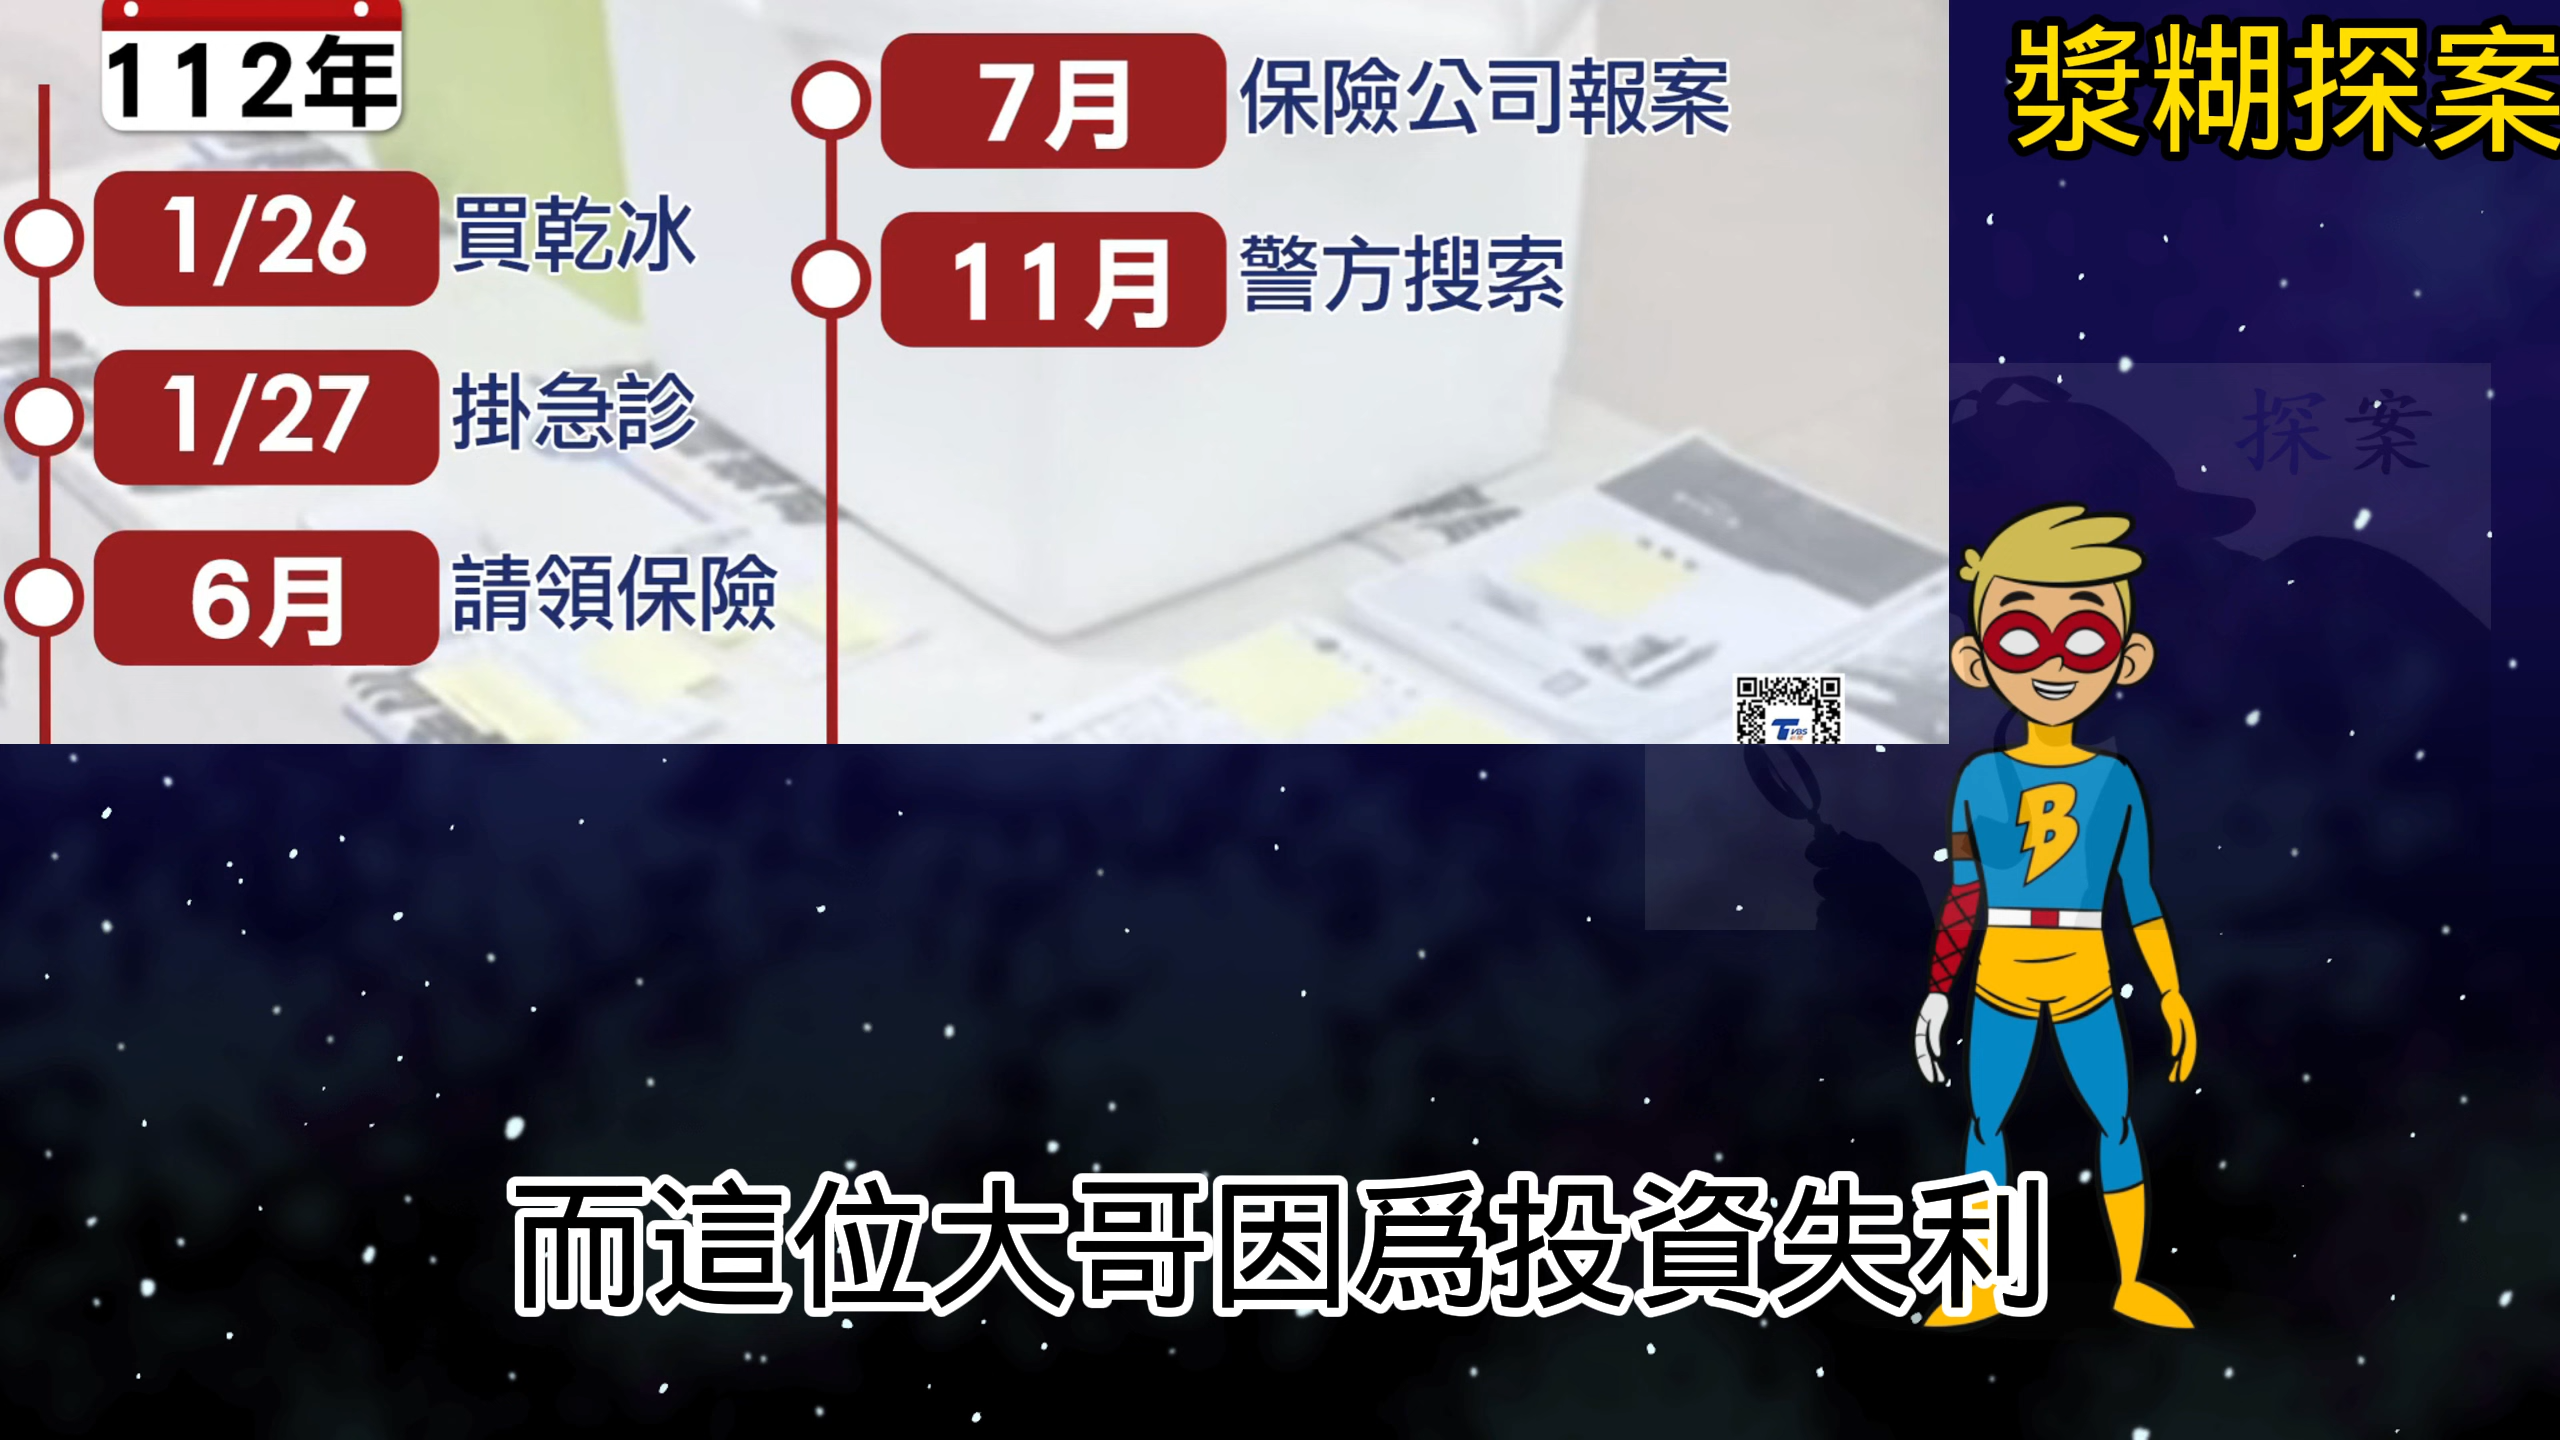 112年
1/26 買乾冰
1/27 掛急診
6月 請領保險
7月 保險公司報案
11月 警方搜索
TVBS
漿糊探案
探案
B
而這位大哥因爲投資失利